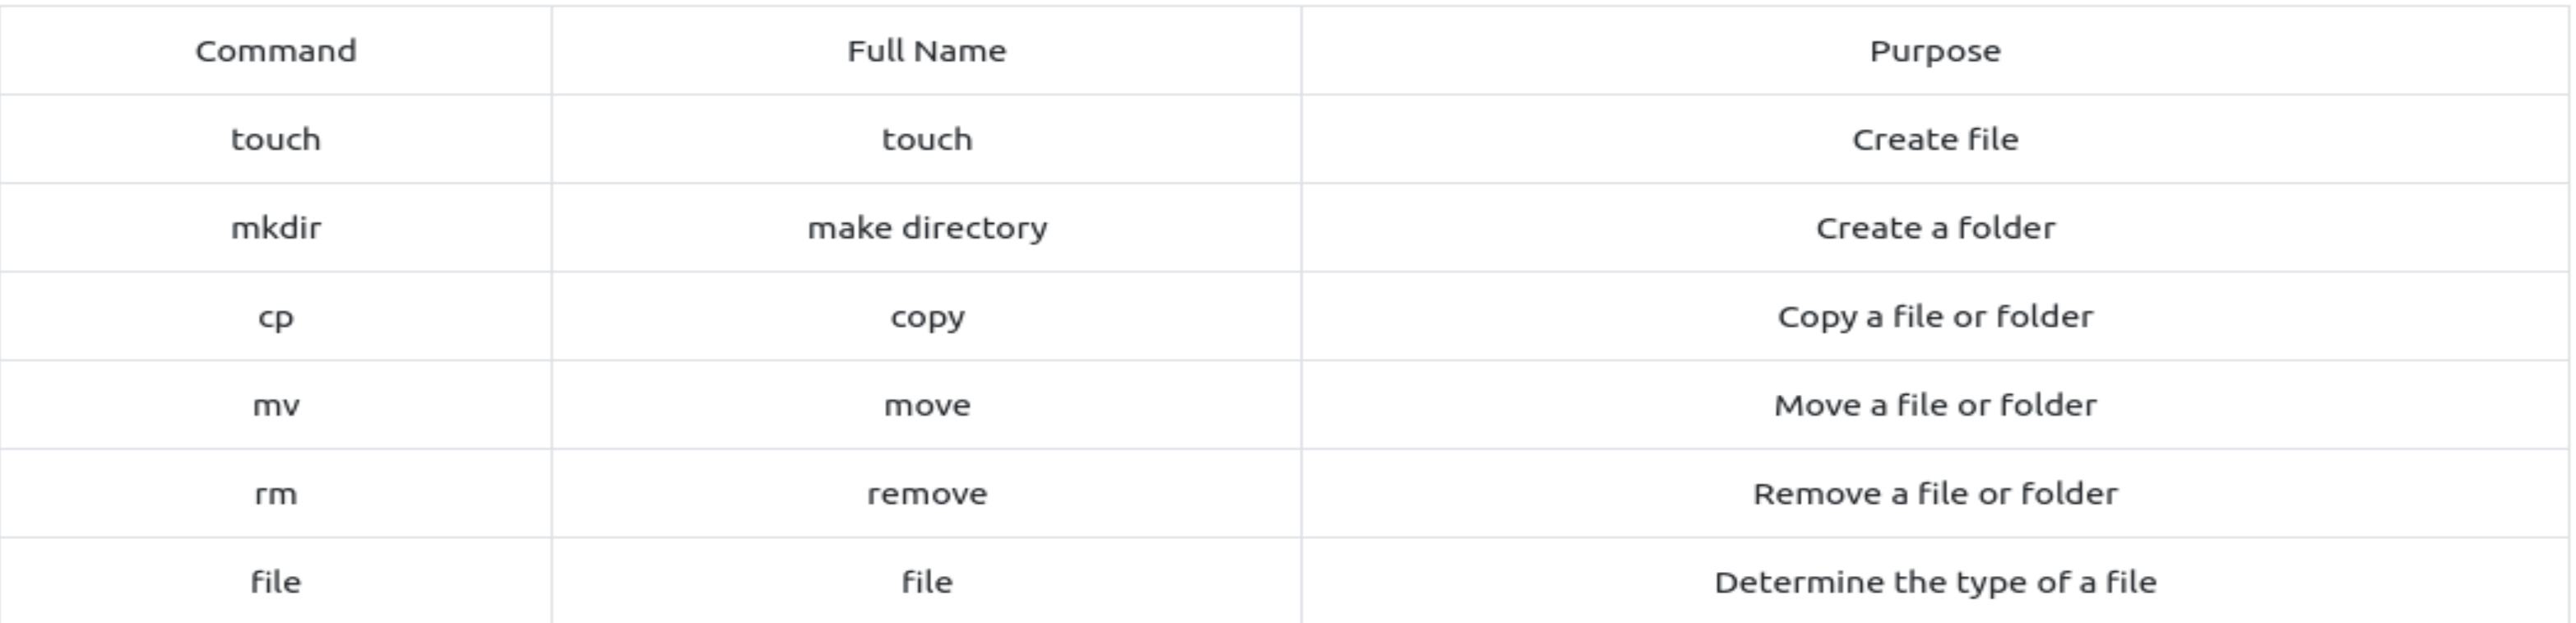 Command Full Name Purpose
touch touch Create file
mkdir make directory Create a folder
cp copy Copy a file or folder
mv move Move a file or folder
rm remove Remove a file or folder
file file Determine the type of a file